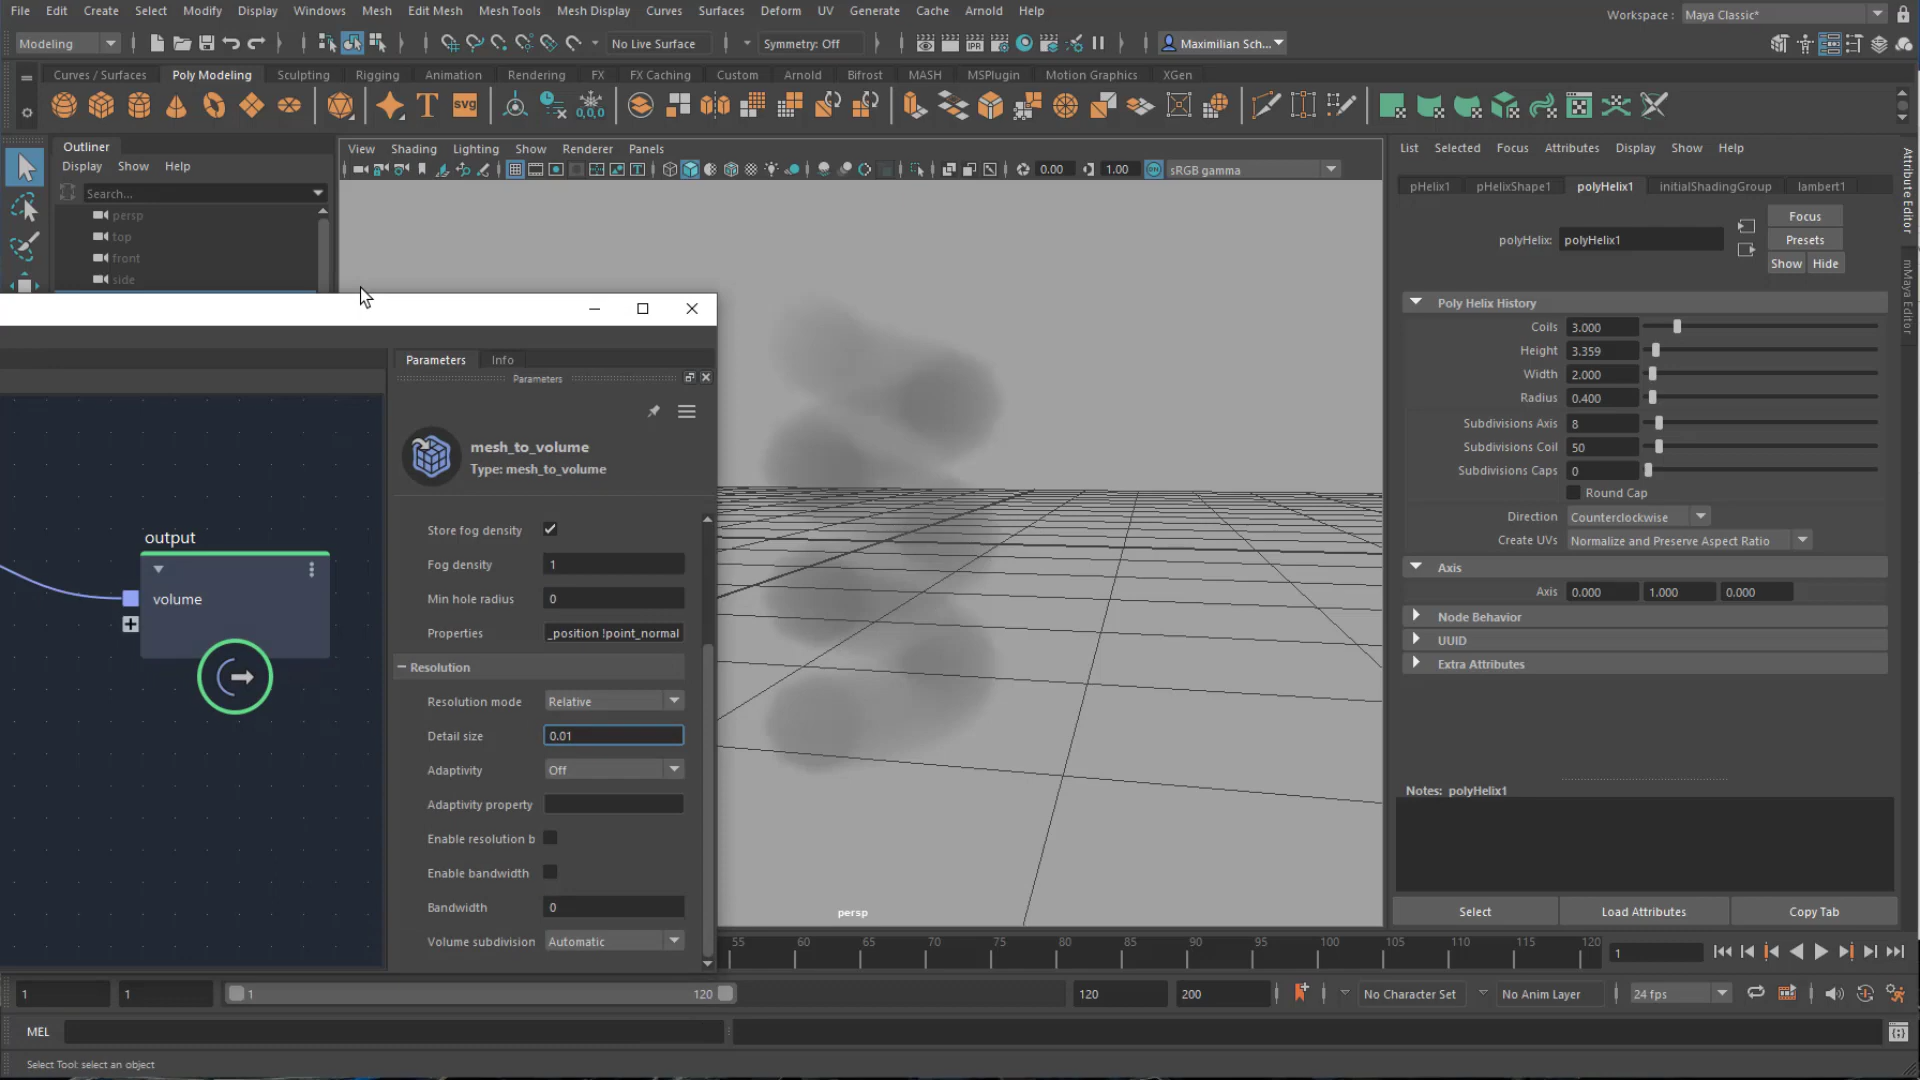 File Edit Create Select Modify Display Windows Mesh Edit Mesh Mesh Tools Mesh Display Curves Surfaces Deform UV Generate Cache Arnold Help
Workspace : Maya Classic*
Modeling No Live Surface Symmetry: Off Maximilian Sch...
Curves / Surfaces Poly Modeling Sculpting Rigging Animation Rendering FX FX Caching Custom Arnold Bifrost MASH MSPlugin Motion Graphics XGen
T SVG 0,0,0
Outliner
Display Show Help
Search...
persp
top
front
side
View Shading Lighting Show Renderer Panels
IPR
0.00 1.00 sRGB gamma
List Selected Focus Attributes Display Show Help
pHelix1 pHelixShape1 polyHelix1 initialShadingGroup lambert1
Focus
polyHelix: polyHelix1
Presets
Show Hide
Attribute Editor
mMaya Editor
Poly Helix History
Coils 3.000
Height 3.359
Width 2.000
Radius 0.400
Subdivisions Axis 8
Subdivisions Coil 50
Subdivisions Caps 0
Round Cap
Direction Counterclockwise
Create UVs Normalize and Preserve Aspect Ratio
Axis
Axis 0.000 1.000 0.000
Node Behavior
UUID
Extra Attributes
Notes: polyHelix1
Select Load Attributes Copy Tab
Parameters Info
Parameters
mesh_to_volume
Type: mesh_to_volume
output
volume
Store fog density
Fog density 1
Min hole radius 0
Properties _position !point_normal
Resolution
Resolution mode Relative
Detail size 0.01
Adaptivity Off
Adaptivity property
Enable resolution b
Enable bandwidth
Bandwidth 0
Volume subdivision Automatic
persp
55 60 65 70 75 80 85 90 95 100 105 110 115 120 1
1 1 1 120 120 200 No Character Set No Anim Layer 24 fps
MEL
Select Tool: select an object